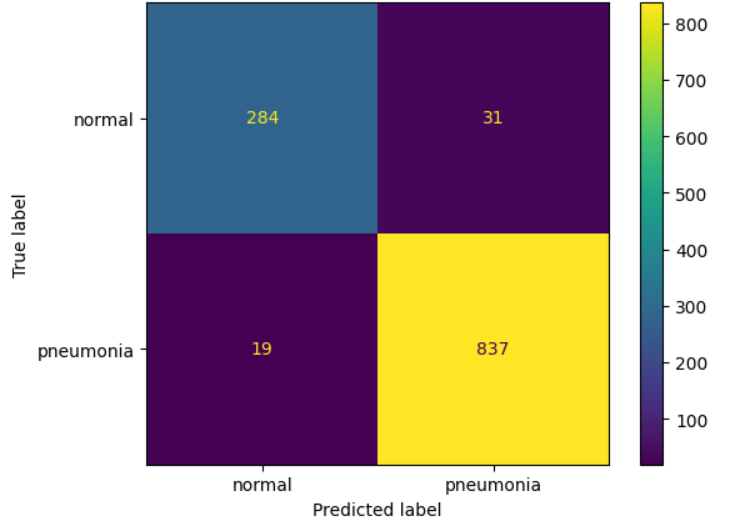 True label
normal
284
31
pneumonia
19
837
normal
pneumonia
Predicted label
800
700
600
500
400
300
200
100